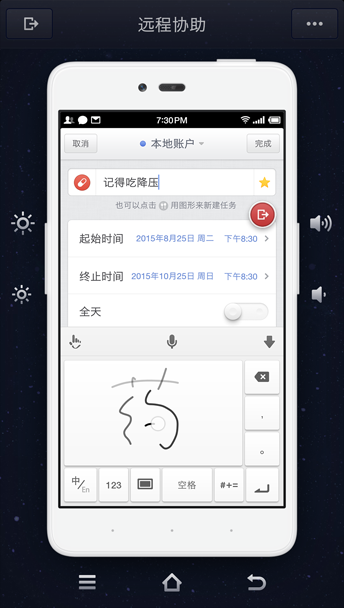 远程协助
7:30PM
取消
本地账户
完成
记得吃降压
也可以点击 用图形来新建任务
起始时间 2015年8月25日 周二 下午8:30
终止时间 2015年10月25日 周日 下午8:30
全天
，
。
中/En
123
空格
#+=